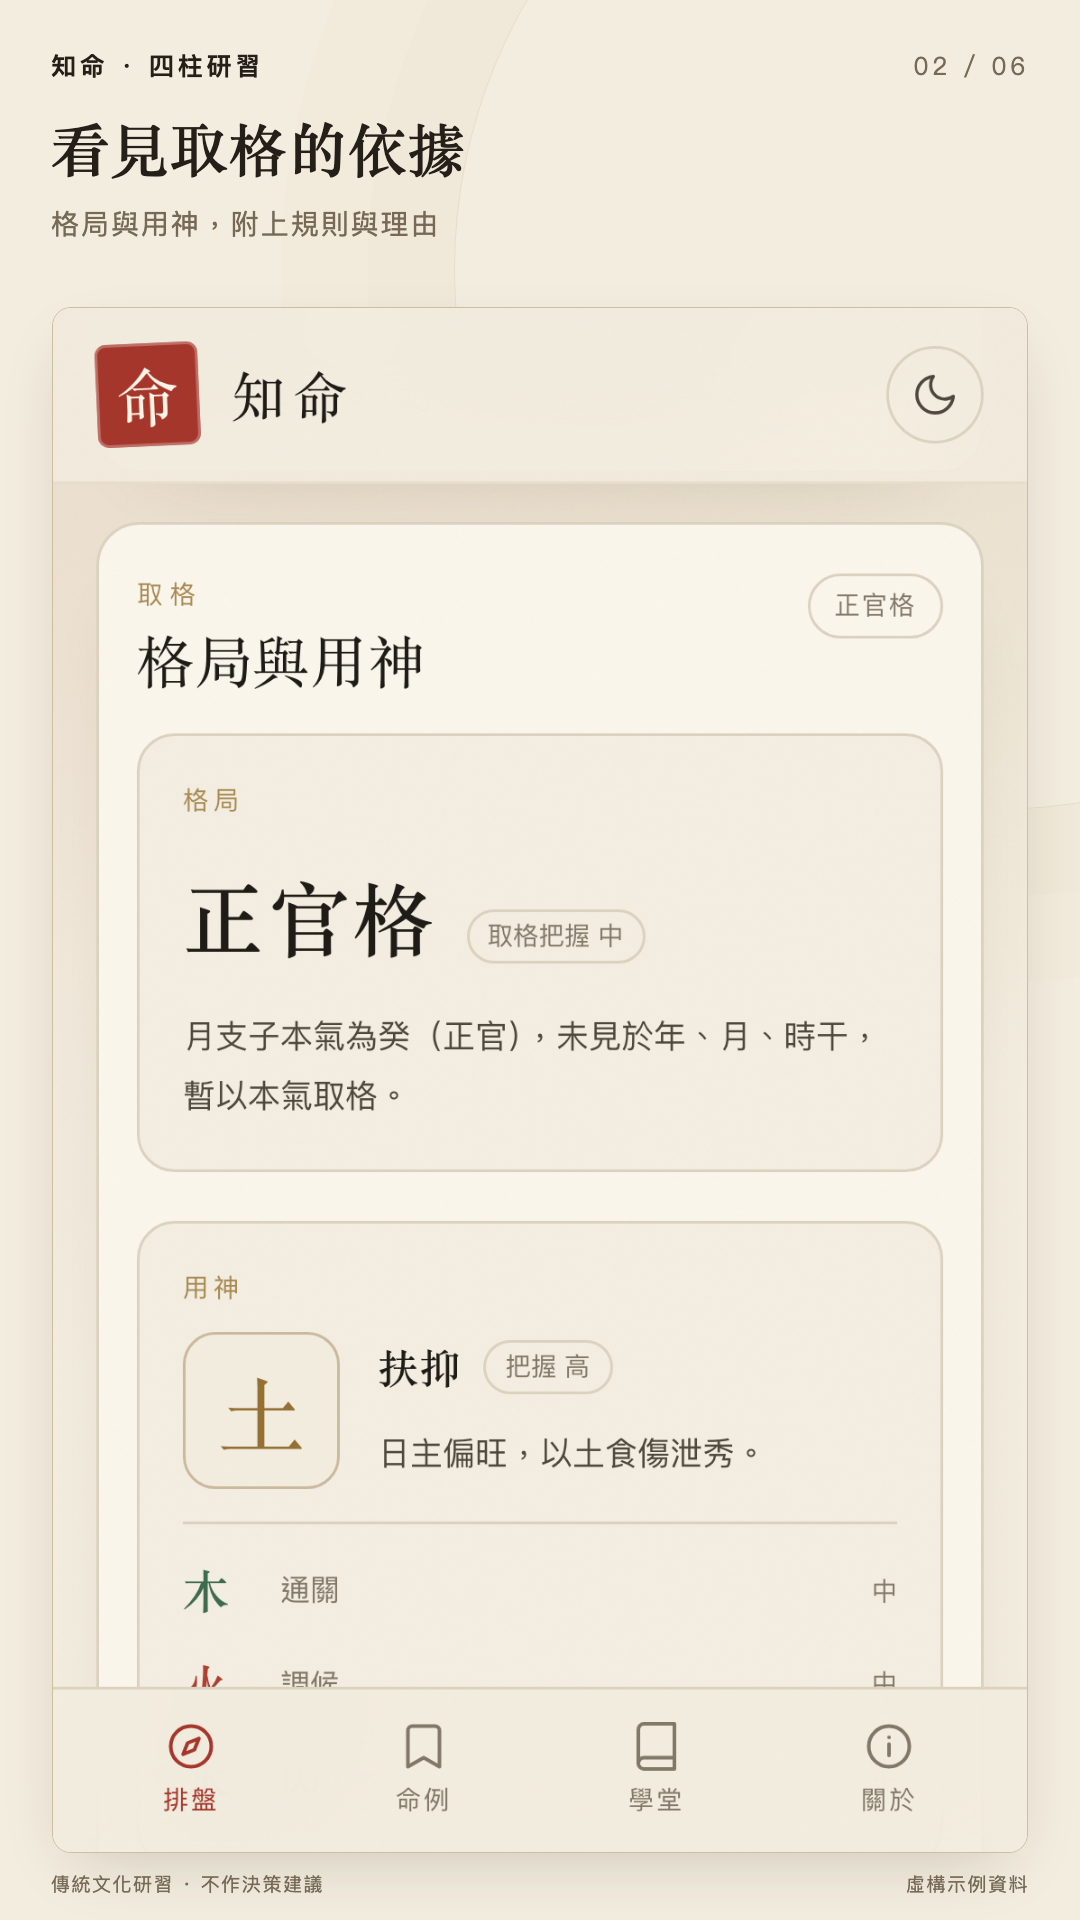 知命 · 四柱研習
02 / 06
看見取格的依據
格局與用神，附上規則與理由
命
知命
取格
正官格
格局與用神
格局
正官格
取格把握 中
月支子本氣為癸（正官），未見於年、月、時干，
暫以本氣取格。
用神
土
扶抑
把握 高
日主偏旺，以土食傷泄秀。
木
通關
中
火
調候
中
排盤
命例
學堂
關於
傳統文化研習 · 不作決策建議
虛構示例資料